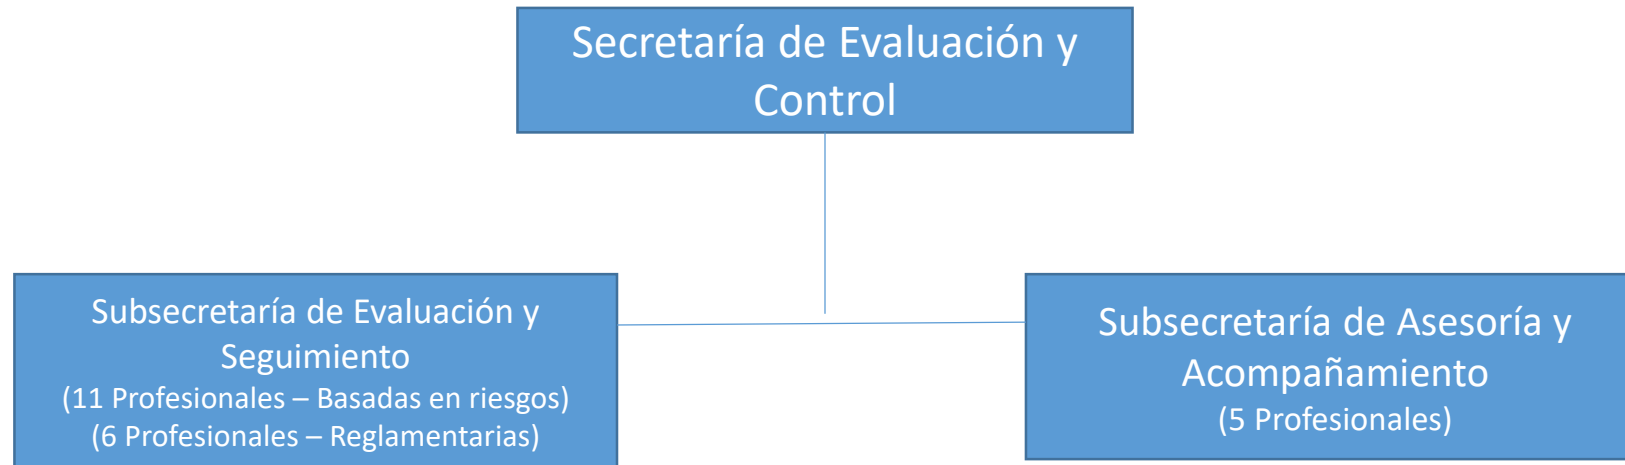 Secretaría de Evaluación y
Control
Subsecretaría de Evaluación y
Seguimiento
(11 Profesionales – Basadas en riesgos)
(6 Profesionales – Reglamentarias)
Subsecretaría de Asesoría y
Acompañamiento
(5 Profesionales)